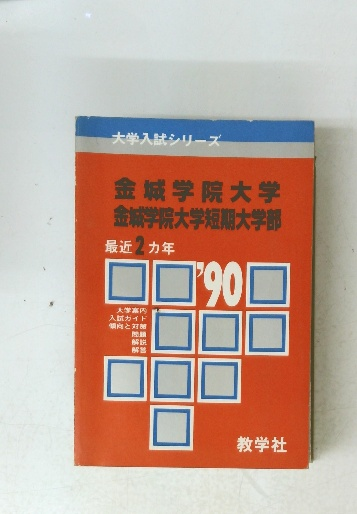 大学入試シリーズ
金城学院大学
金城学院大学短期大学部
最近2カ年
'90
大学案内
入試ガイド
傾向と対策
問題
解説
解答
教学社